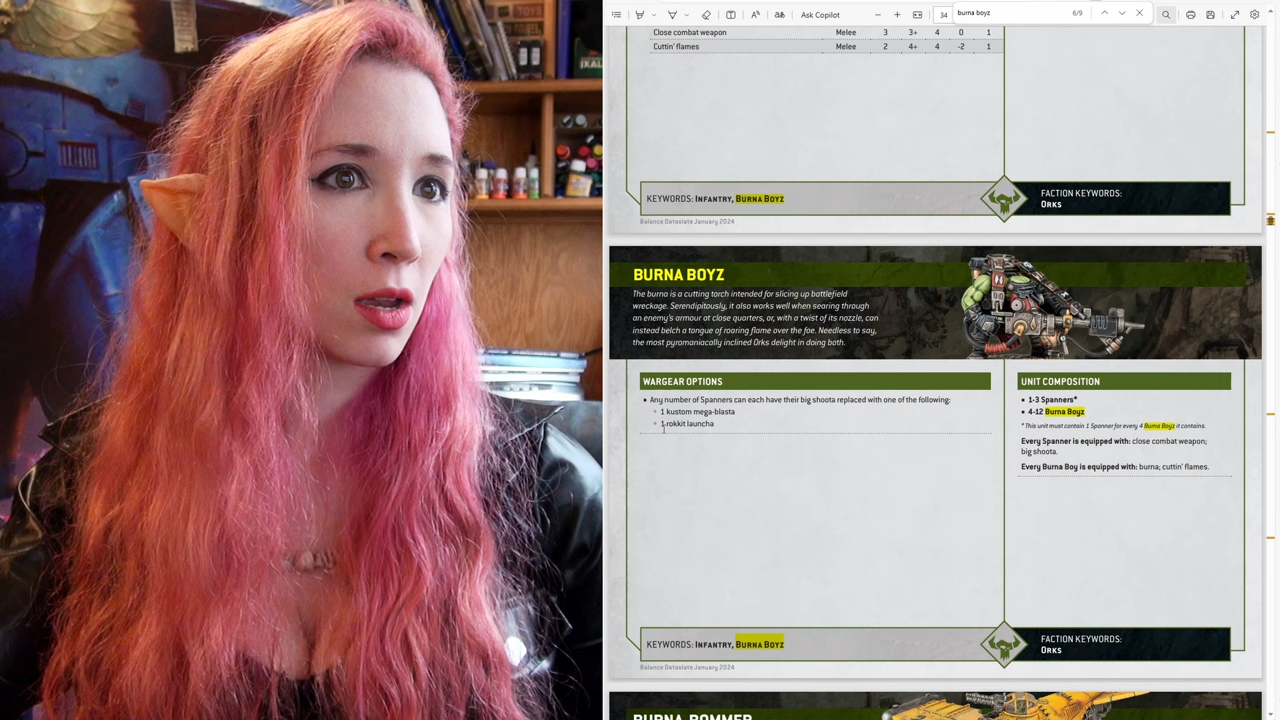 Ask Copilot
34
burna boyz
6/9
Close combat weapon Melee 3 3+ 4 0 1
Cuttin' flames Melee 2 4+ 4 -2 1
KEYWORDS: INFANTRY, BURNA BOYZ
FACTION KEYWORDS:
ORKS
Balance Dataslate January 2024
BURNA BOYZ
The burna is a cutting torch intended for slicing up battlefield
wreckage. Serendipitously, it also works well when searing through
an enemy's armour at close quarters, or, with a twist of its nozzle, can
instead belch a tongue of roaring flame over the foe. Needless to say,
the most pyromaniacally inclined Orks delight in doing both.
WARGEAR OPTIONS
Any number of Spanners can each have their big shoota replaced with one of the following:
1 kustom mega-blasta
1 rokkit launcha
UNIT COMPOSITION
1-3 Spanners*
4-12 Burna Boyz
* This unit must contain 1 Spanner for every 4 Burna Boyz it contains.
Every Spanner is equipped with: close combat weapon;
big shoota.
Every Burna Boy is equipped with: burna; cuttin' flames.
KEYWORDS: INFANTRY, BURNA BOYZ
FACTION KEYWORDS:
ORKS
Balance Dataslate January 2024
BURNA-BOMMER